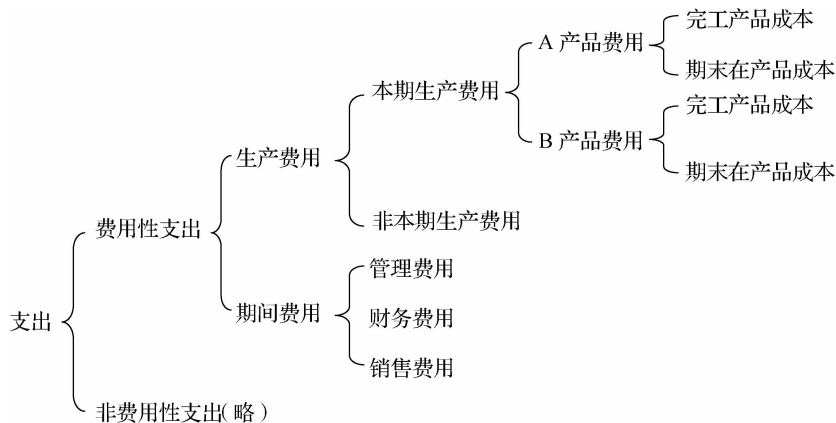 完工产品成本
A 产品费用
期末在产品成本
本期生产费用
完工产品成本
B 产品费用
生产费用
期末在产品成本
费用性支出
非本期生产费用
管理费用
期间费用
支出
财务费用
销售费用
非费用性支出(略)